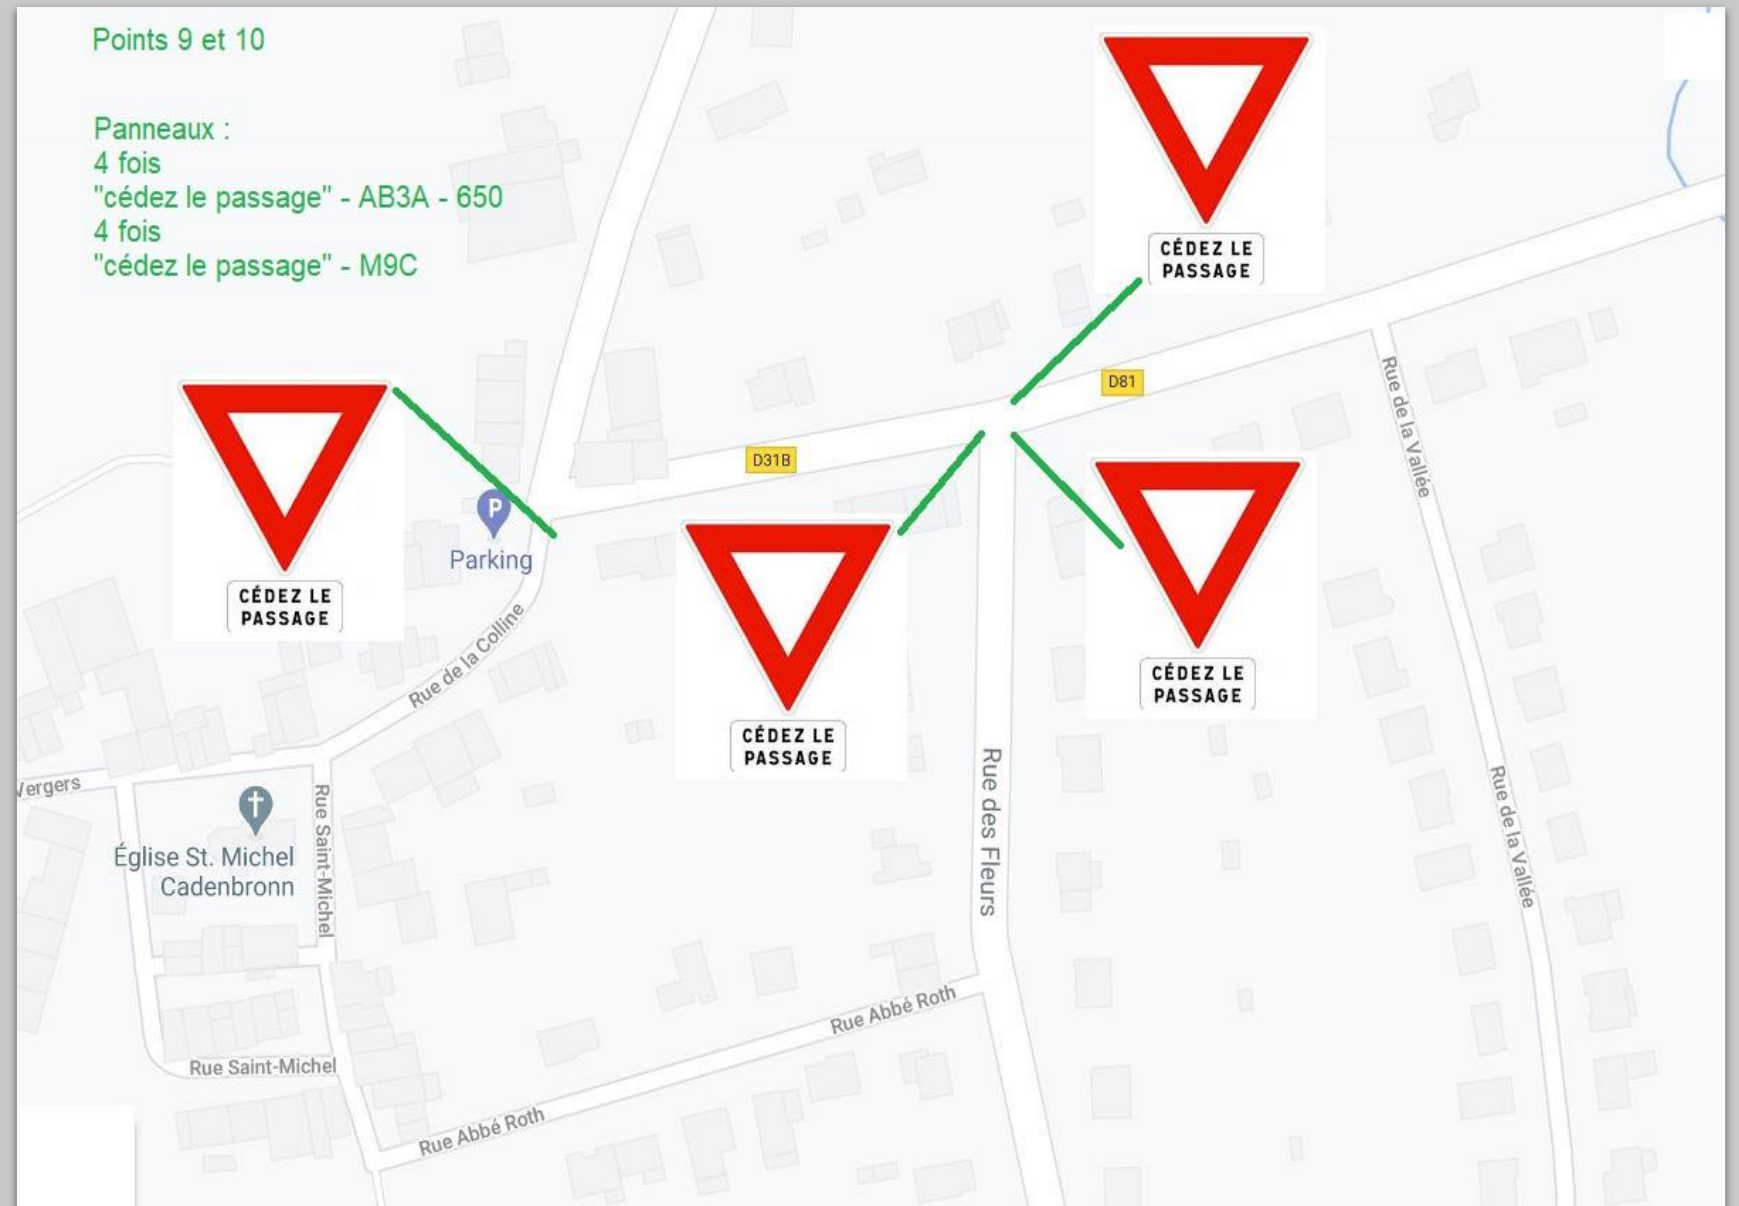 Points 9 et 10
Panneaux :
4 fois
"cédez le passage" - AB3A - 650
4 fois
"cédez le passage" - M9C
CÉDEZ LE
PASSAGE
D81
Rue de la Vallée
D31B
P
Parking
CÉDEZ LE
PASSAGE
Rue de la Colline
CÉDEZ LE
PASSAGE
CÉDEZ LE
PASSAGE
Vergers
Rue Saint-Michel
Rue des Fleurs
Rue de la Vallée
Église St. Michel
Cadenbronn
Rue Abbé Roth
Rue Saint-Michel
Rue Abbé Roth